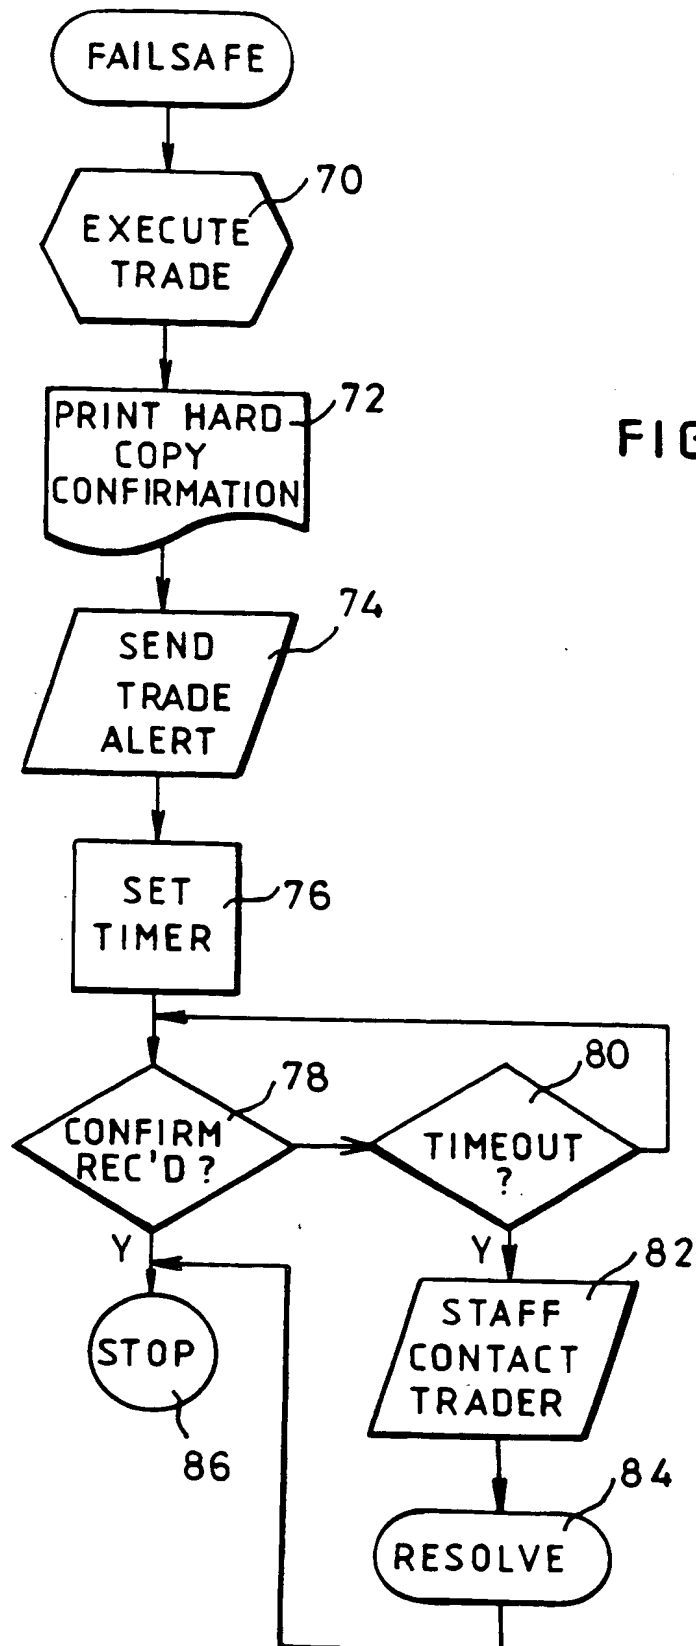 FAILSAFE
70
EXECUTE
TRADE
72
PRINT HARD
COPY
CONFIRMATION
FIG
74
SEND
TRADE
ALERT
76
SET
TIMER
78
CONFIRM
REC'D ?
80
TIMEOUT
?
Y
Y
82
STAFF
CONTACT
TRADER
STOP
86
84
RESOLVE